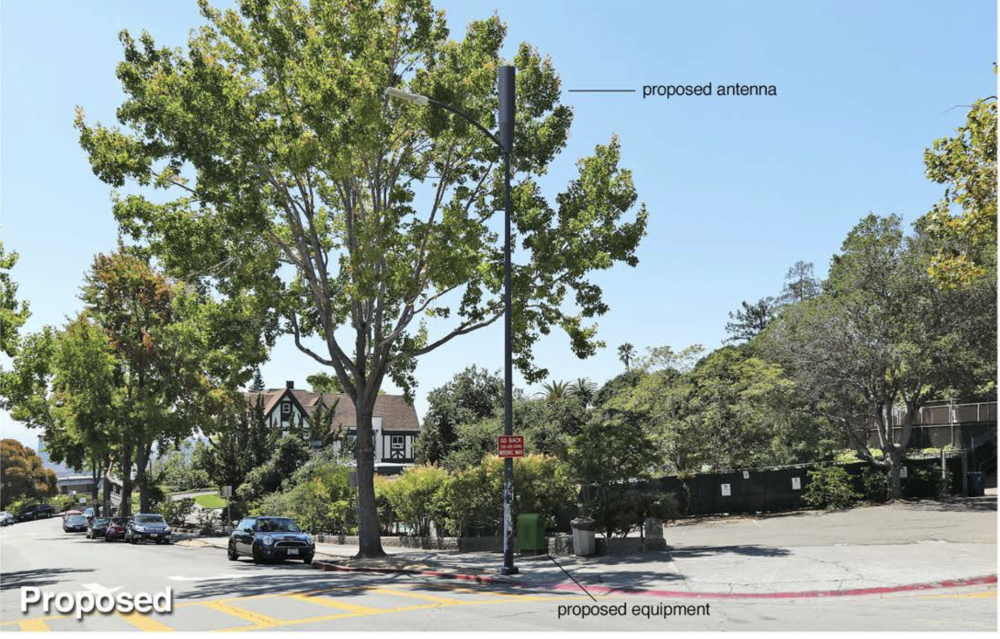 proposed antenna
GO BACK
YOU ARE GOING
WRONG WAY
Proposed
proposed equipment